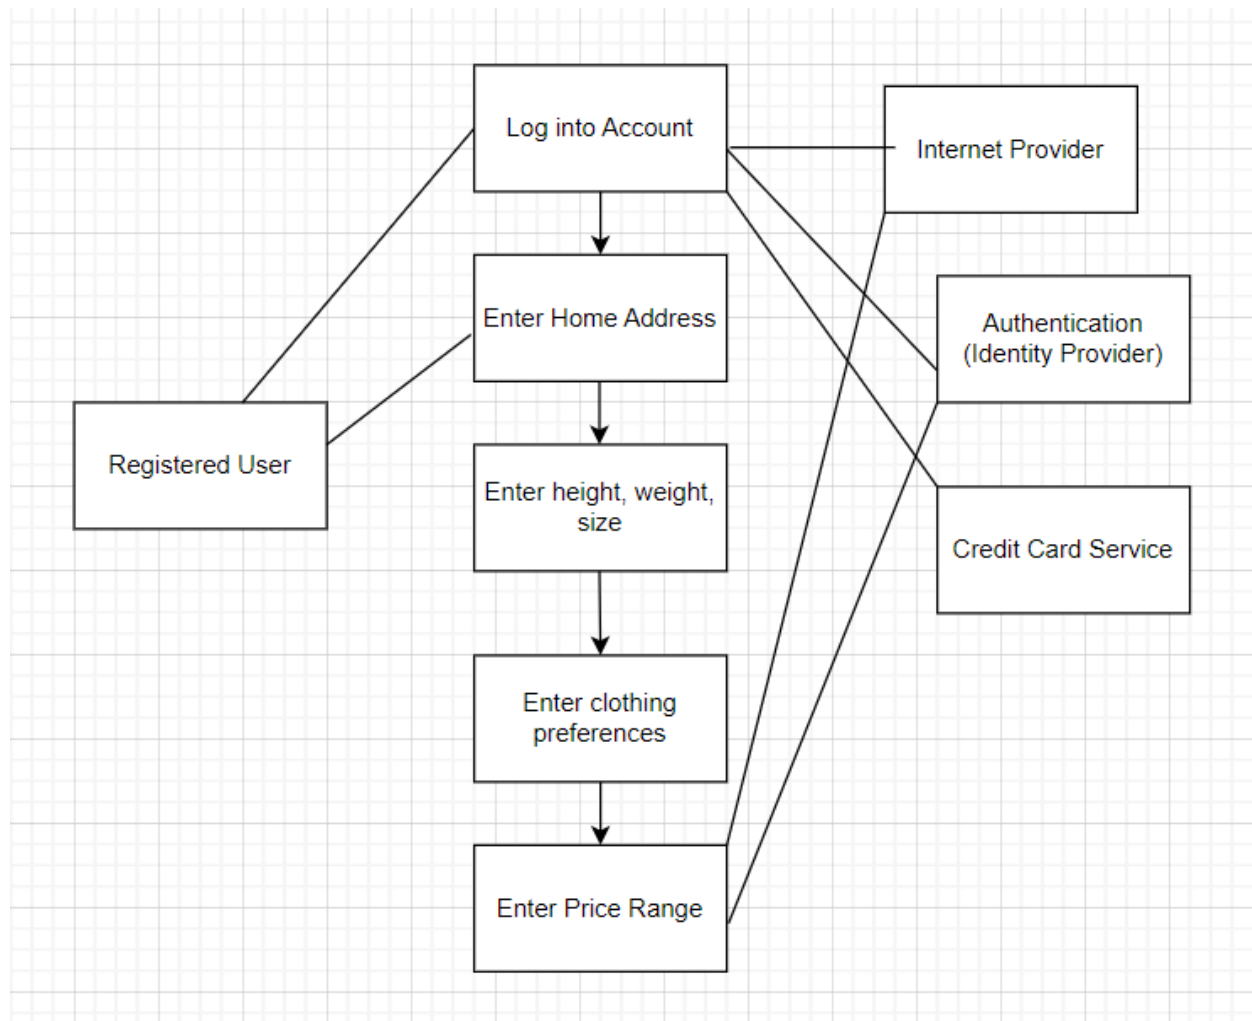 Log into Account
Internet Provider
Enter Home Address
Authentication
(Identity Provider)
Registered User
Enter height, weight,
size
Credit Card Service
Enter clothing
preferences
Enter Price Range